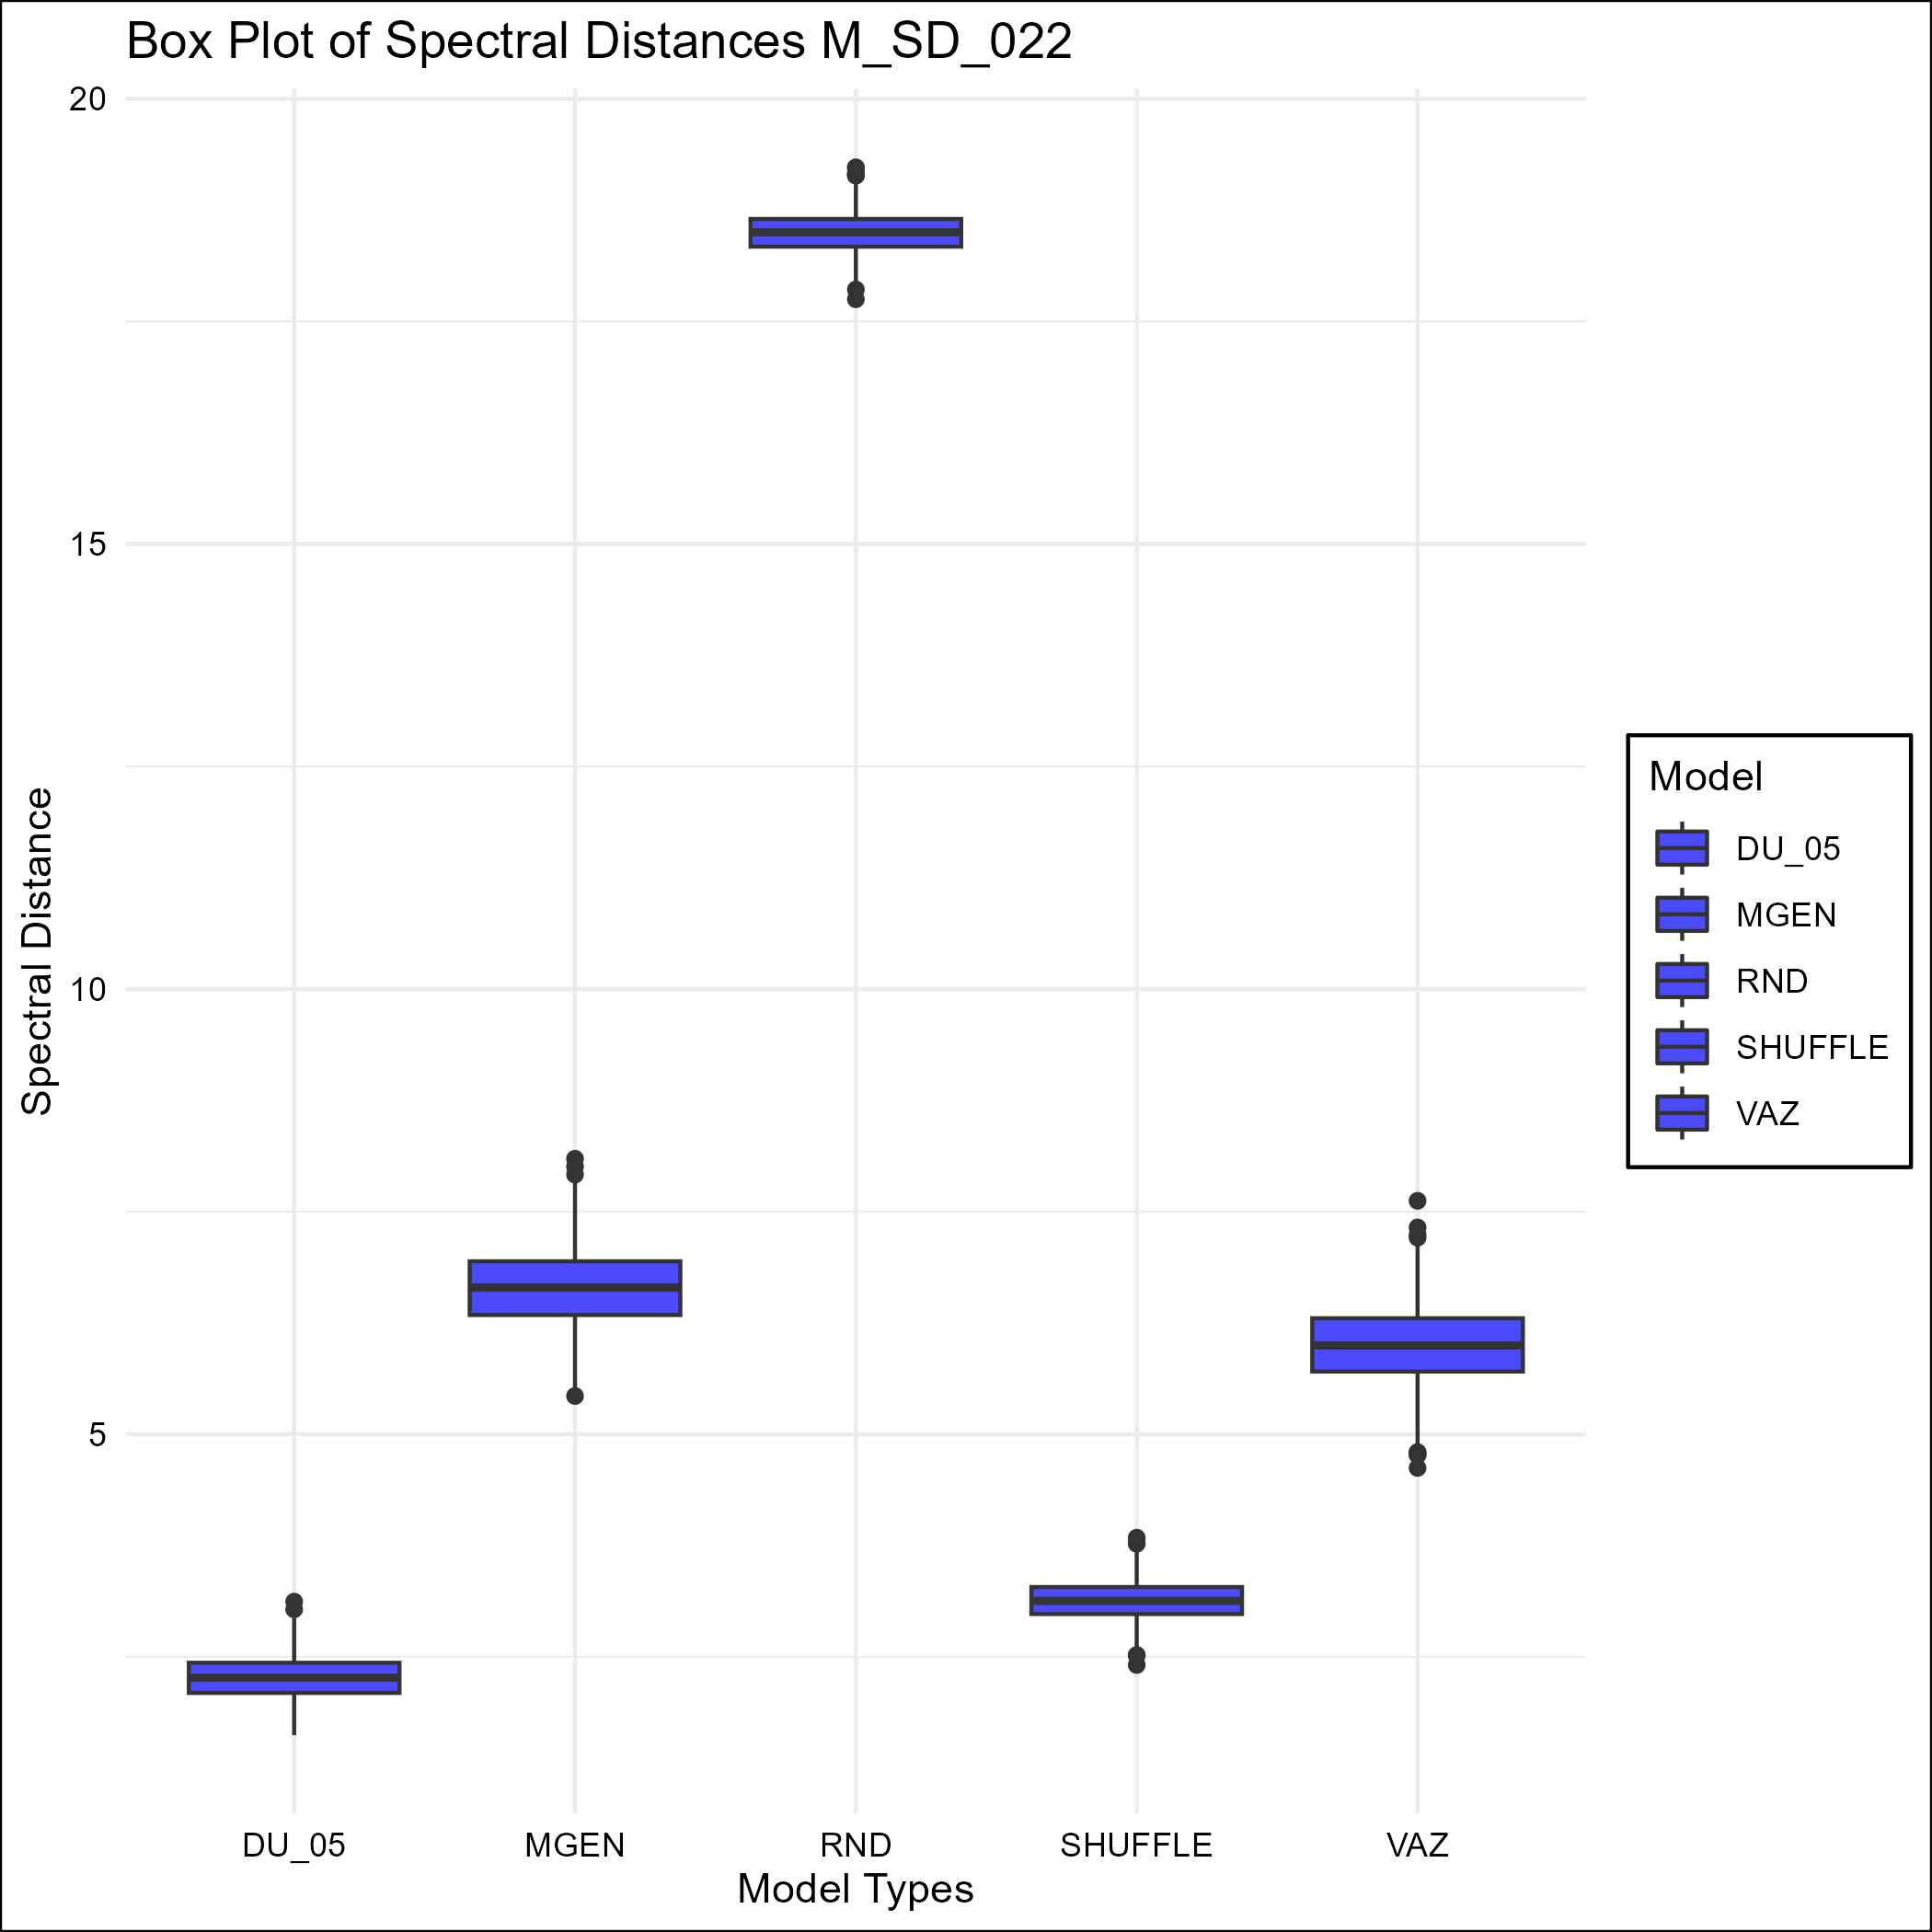 Box Plot of Spectral Distances M_SD_022
20
15
10
5
Spectral Distance
DU_05
MGEN
RND
SHUFFLE
VAZ
Model Types
Model
DU_05
MGEN
RND
SHUFFLE
VAZ